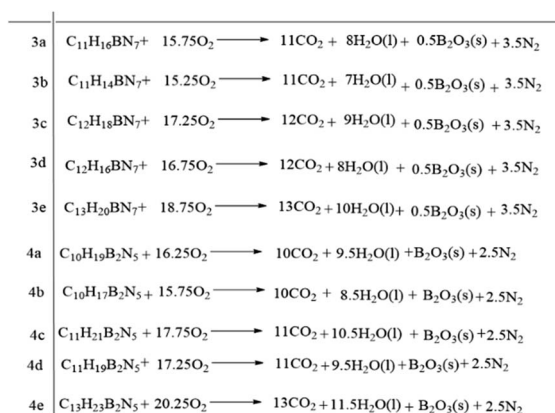 3a C₁₁H₁₆BN₇+ 15.75O₂ → 11CO₂ + 8H₂O(l) + 0.5B₂O₃(s) +3.5N₂
3b C₁₁H₁₄BN₇+ 15.25O₂ → 11CO₂ + 7H₂O(l) + 0.5B₂O₃(s) + 3.5N₂
3c C₁₂H₁₈BN₇+ 17.25O₂ → 12CO₂ + 9H₂O(l) + 0.5B₂O₃(s) +3.5N₂
3d C₁₂H₁₆BN₇+ 16.75O₂ → 12CO₂+8H₂O(l) + 0.5B₂O₃(s) + 3.5N₂
3e C₁₃H₂₀BN₇+ 18.75O₂ → 13CO₂+10H₂O(l)+ 0.5B₂O₃(s) + 3.5N₂
4a C₁₀H₁₉B₂N₅+ 16.25O₂ → 10CO₂ + 9.5H₂O(l) +B₂O₃(s) +2.5N₂
4b C₁₀H₁₇B₂N₅+ 15.75O₂ → 10CO₂ + 8.5H₂O(l) + B₂O₃(s)+2.5N₂
4c C₁₁H₂₁B₂N₅+ 17.75O₂ → 11CO₂+10.5H₂O(l) + B₂O₃(s)+2.5N₂
4d C₁₁H₁₉B₂N₅+ 17.25O₂ → 11CO₂+9.5H₂O(l)+B₂O₃(s)+2.5N₂
4e C₁₃H₂₃B₂N₅+ 20.25O₂ → 13CO₂+11.5H₂O(l)+ B₂O₃(s) + 2.5N₂